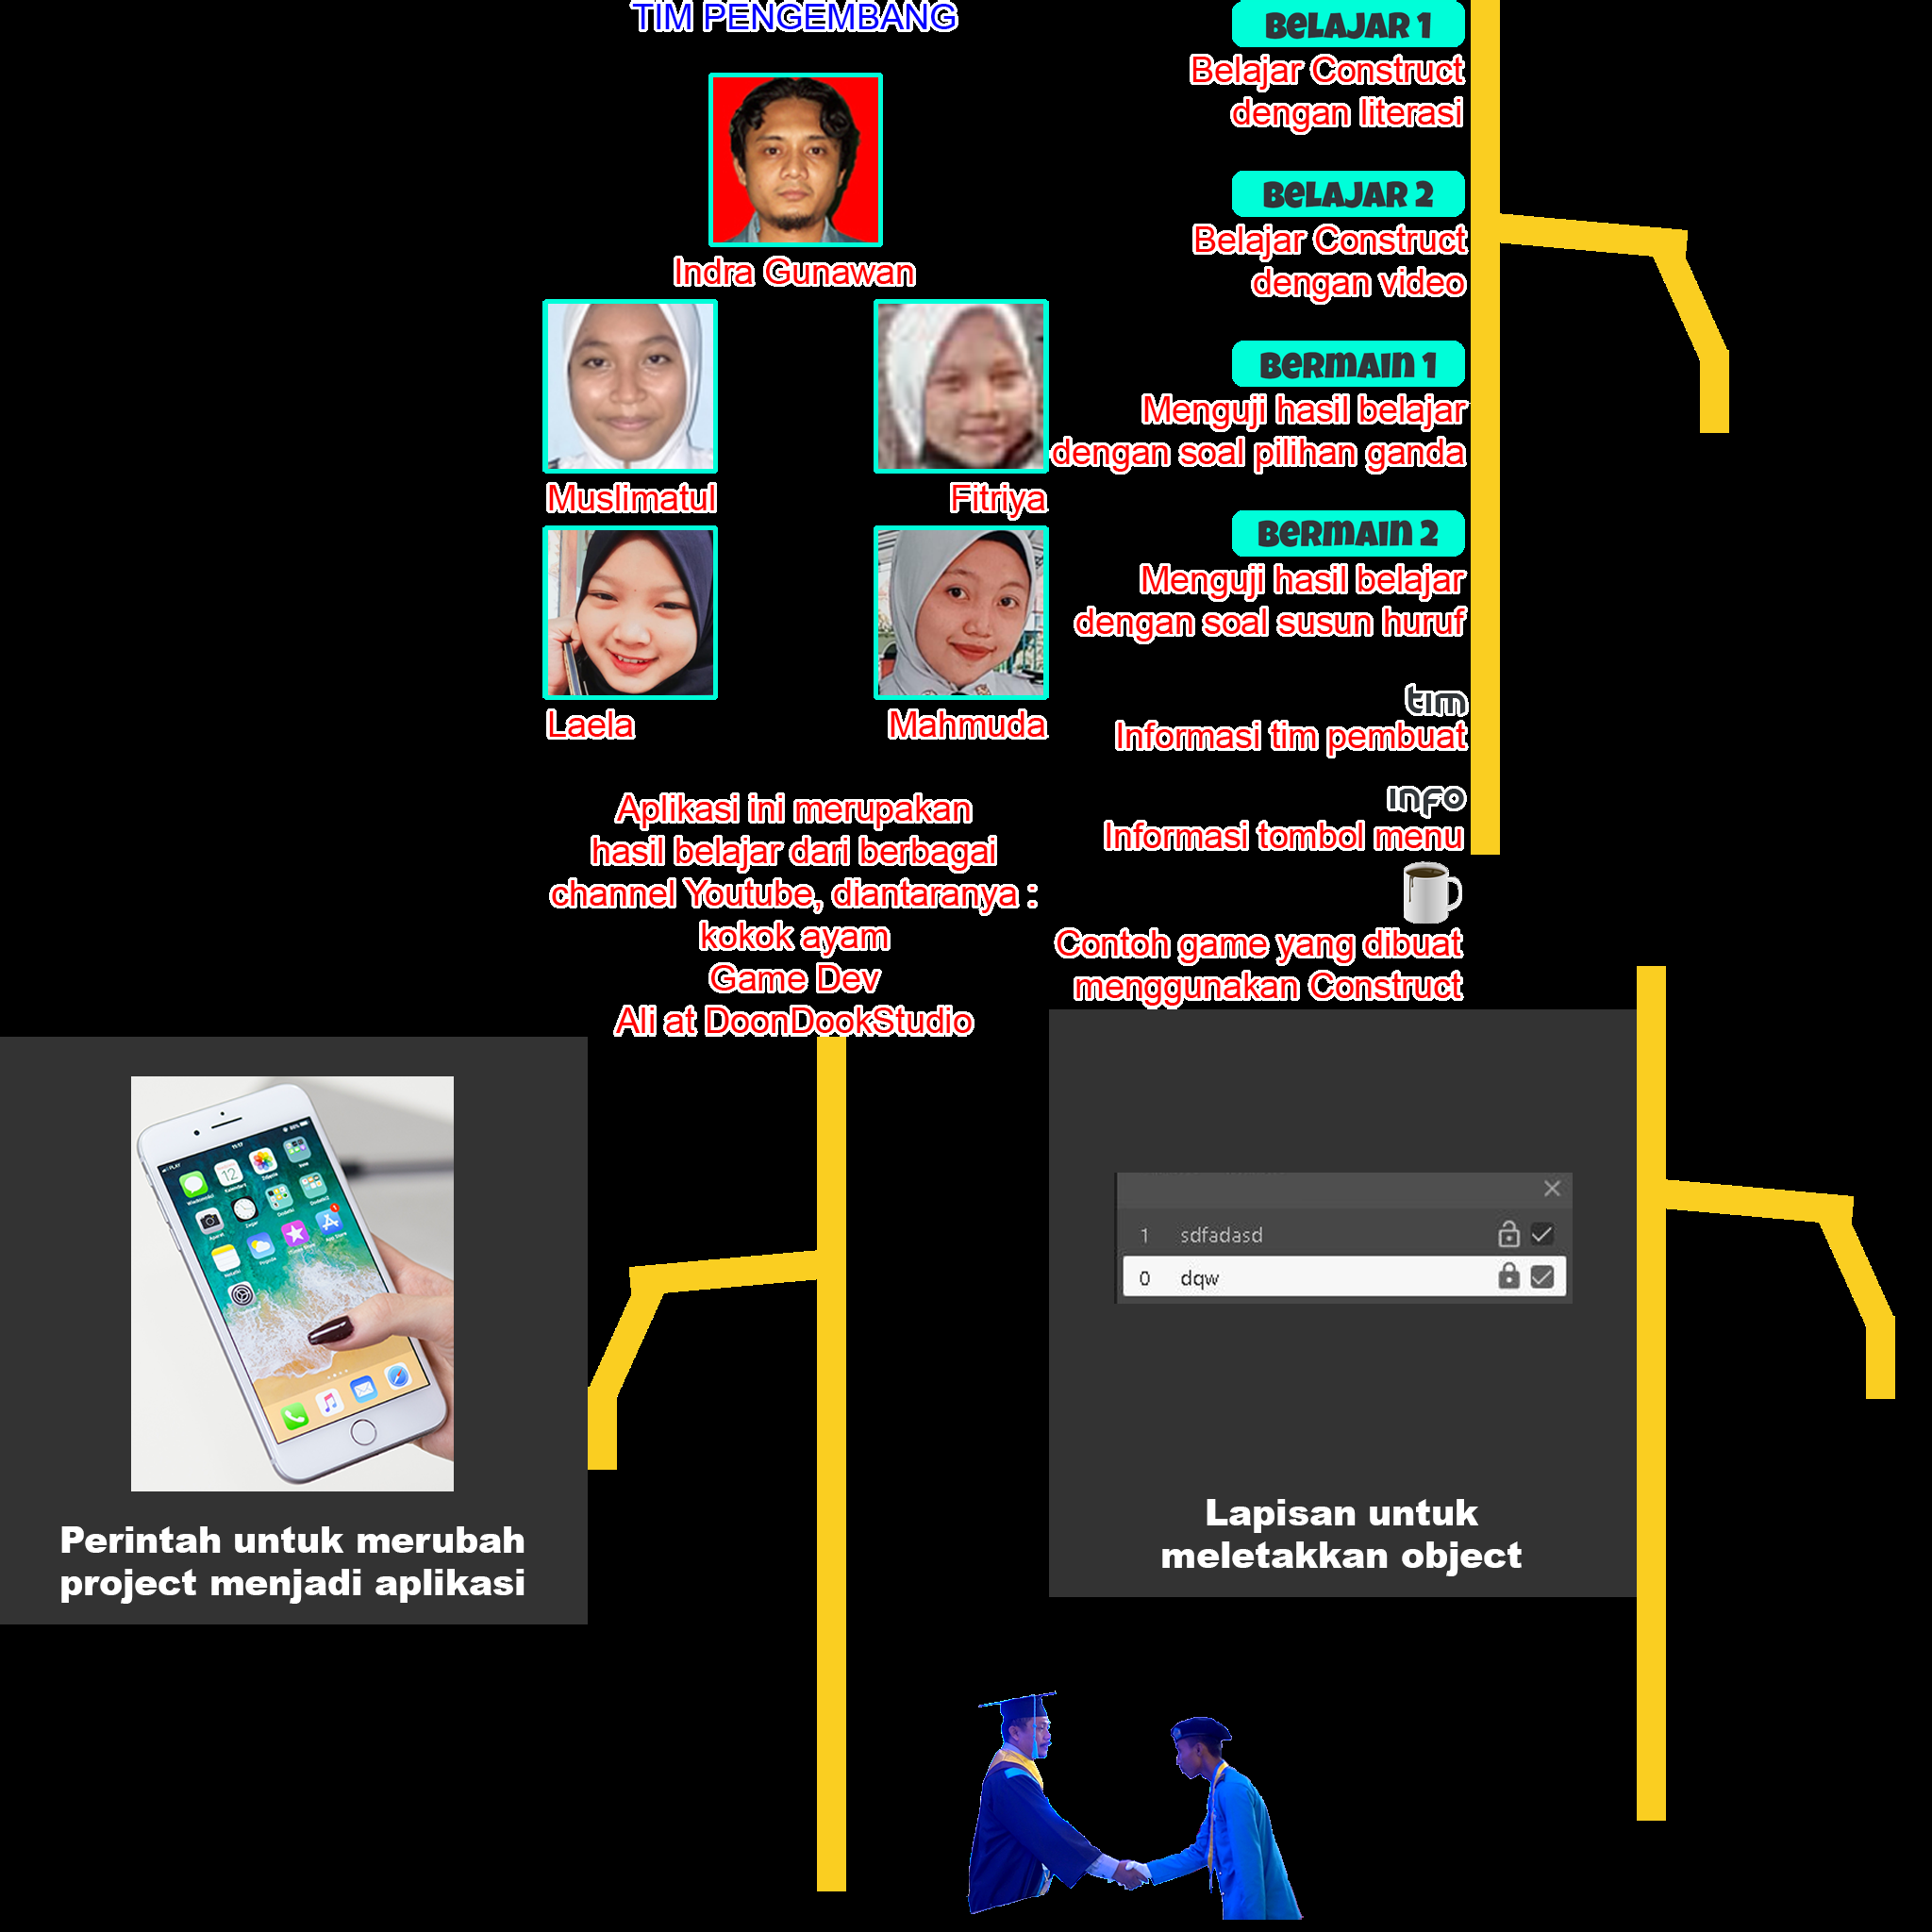 TIM PENGEMBANG
Indra Gunawan
Muslimatul
Fitriya
Laela
Mahmuda
Aplikasi ini merupakan
hasil belajar dari berbagai
channel Youtube, diantaranya :
kokok ayam
Game Dev
Ali at DoonDookStudio
BELAJAR 1
Belajar Construct
dengan literasi
BELAJAR 2
Belajar Construct
dengan video
BERMAIN 1
Menguji hasil belajar
dengan soal pilihan ganda
BERMAIN 2
Menguji hasil belajar
dengan soal susun huruf
tim
Informasi tim pembuat
info
Informasi tombol menu
Contoh game yang dibuat
menggunakan Construct
Perintah untuk merubah
project menjadi aplikasi
1 sdfadasd
0 dqw
Lapisan untuk
meletakkan object